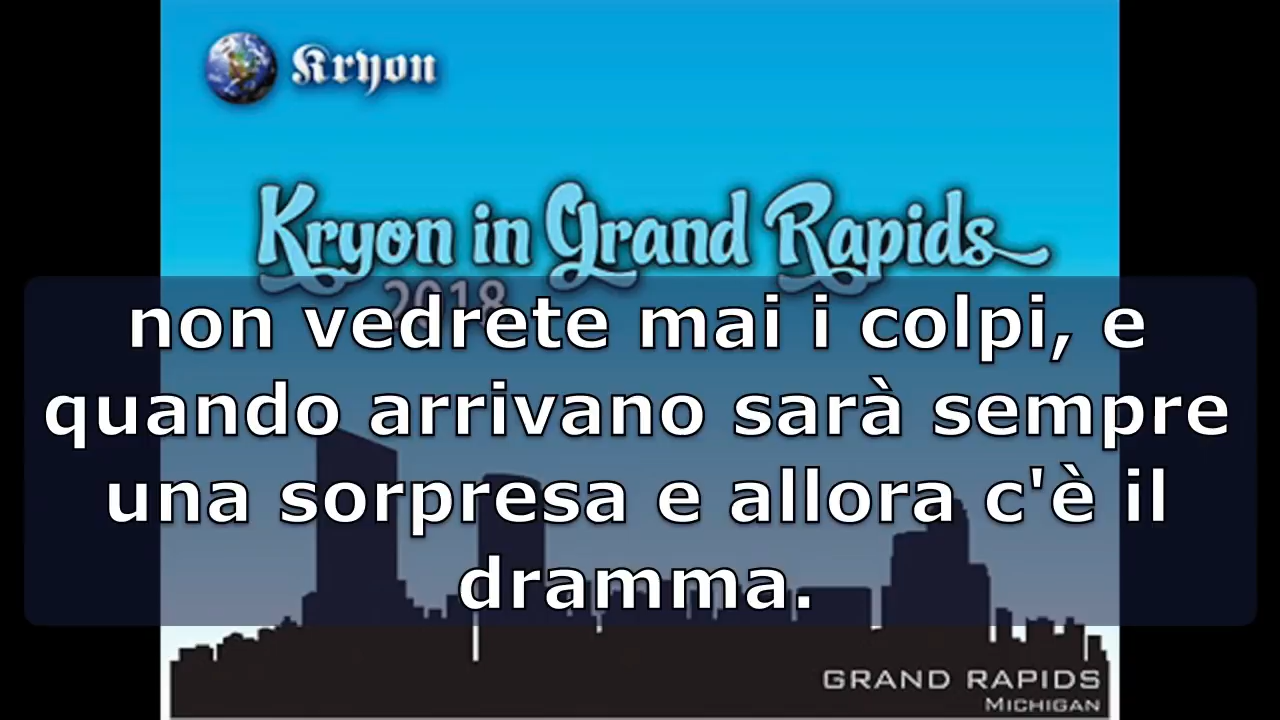 Kryon
Kryon in Grand Rapids
2018
non vedrete mai i colpi, e
quando arrivano sarà sempre
una sorpresa e allora c'è il
dramma.
GRAND RAPIDS
MICHIGAN